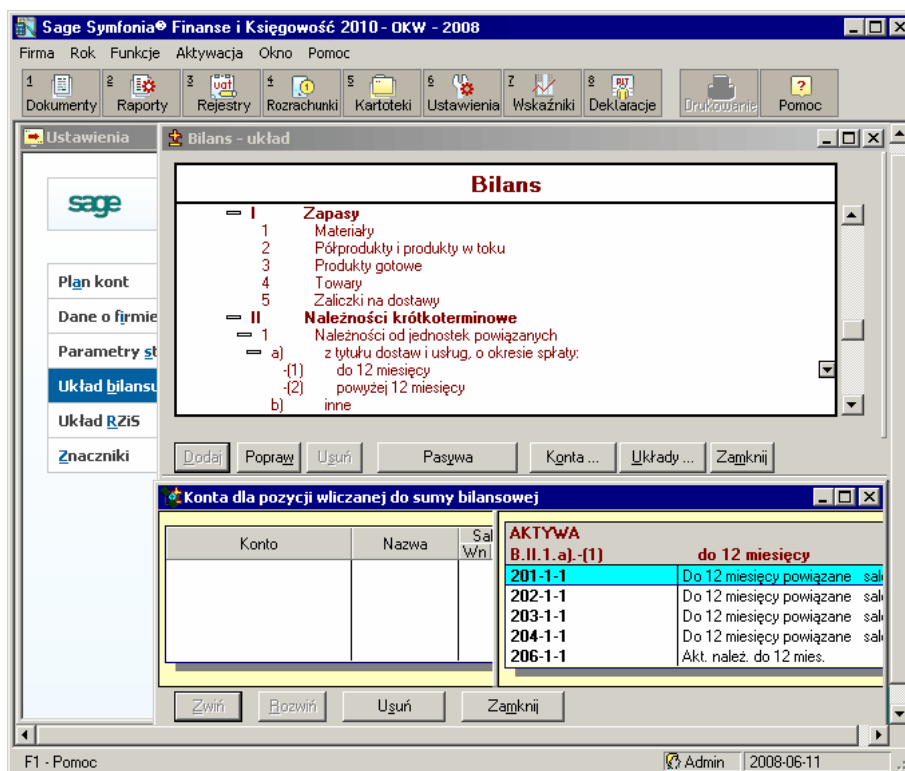 Sage Symfonia® Finanse i Księgowość 2010 - OKW - 2008
Firma Rok Funkcje Aktywacja Okno Pomoc
1 2 3 4 5 6 7 8
Dokumenty Raporty Rejestry Rozrachunki Kartoteki Ustawienia Wskaźniki Deklaracje Drukowanie Pomoc
Ustawienia
Bilans - układ
sage
Plan kont
Dane o firmie
Parametry st
Układ bilansu
Układ RZiS
Znaczniki
Bilans
I Zapasy
1 Materiały
2 Półprodukty i produkty w toku
3 Produkty gotowe
4 Towary
5 Zaliczki na dostawy
II Należności krótkoterminowe
1 Należności od jednostek powiązanych
a) z tytułu dostaw i usług, o okresie spłaty:
-(1) do 12 miesięcy
-(2) powyżej 12 miesięcy
b) inne
Dodaj Popraw Usuń Pasywa Konta ... Układy ... Zamknij
Konta dla pozycji wliczanej do sumy bilansowej
Konto Nazwa Sal
Wn
AKTYWA
B.II.1.a).-(1) do 12 miesięcy
201-1-1 Do 12 miesięcy powiązane sald
202-1-1 Do 12 miesięcy powiązane sald
203-1-1 Do 12 miesięcy powiązane sald
204-1-1 Do 12 miesięcy powiązane sald
206-1-1 Akt. należ. do 12 mies.
Zwiń Rozwiń Usuń Zamknij
F1 - Pomoc Admin 2008-06-11